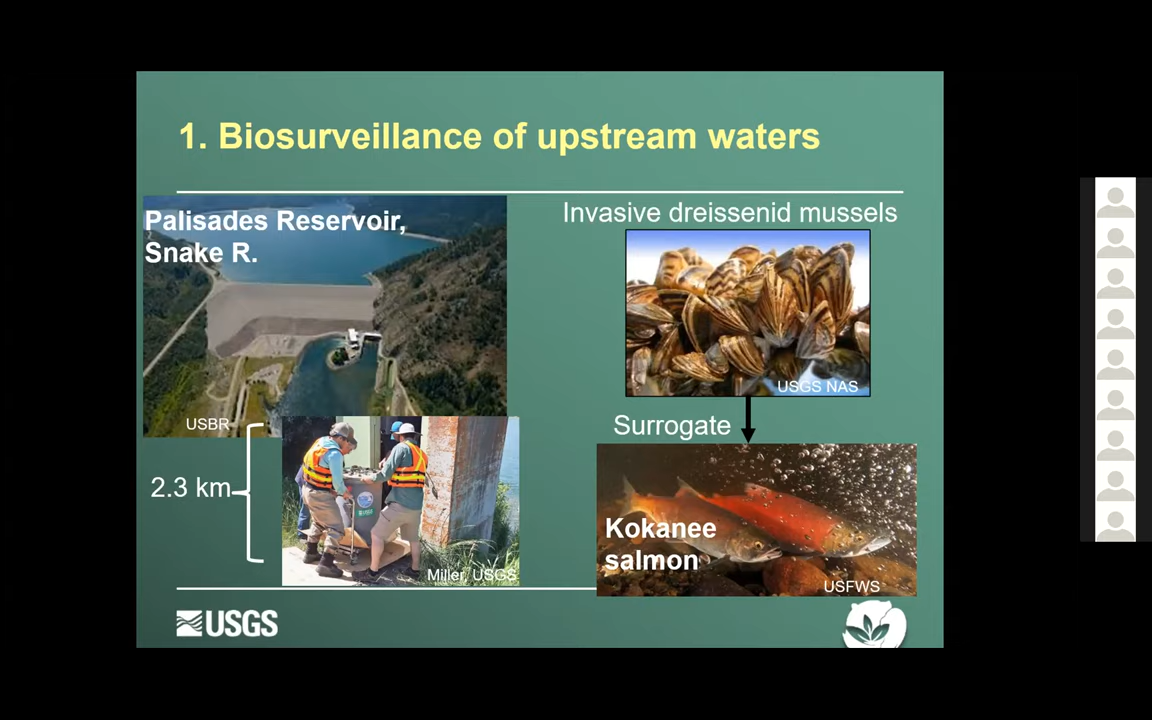 1. Biosurveillance of upstream waters
Palisades Reservoir,
Snake R.
USBR
2.3 km
Miller, USGS
Invasive dreissenid mussels
USGS NAS
Surrogate
Kokanee
salmon
USFWS
USGS